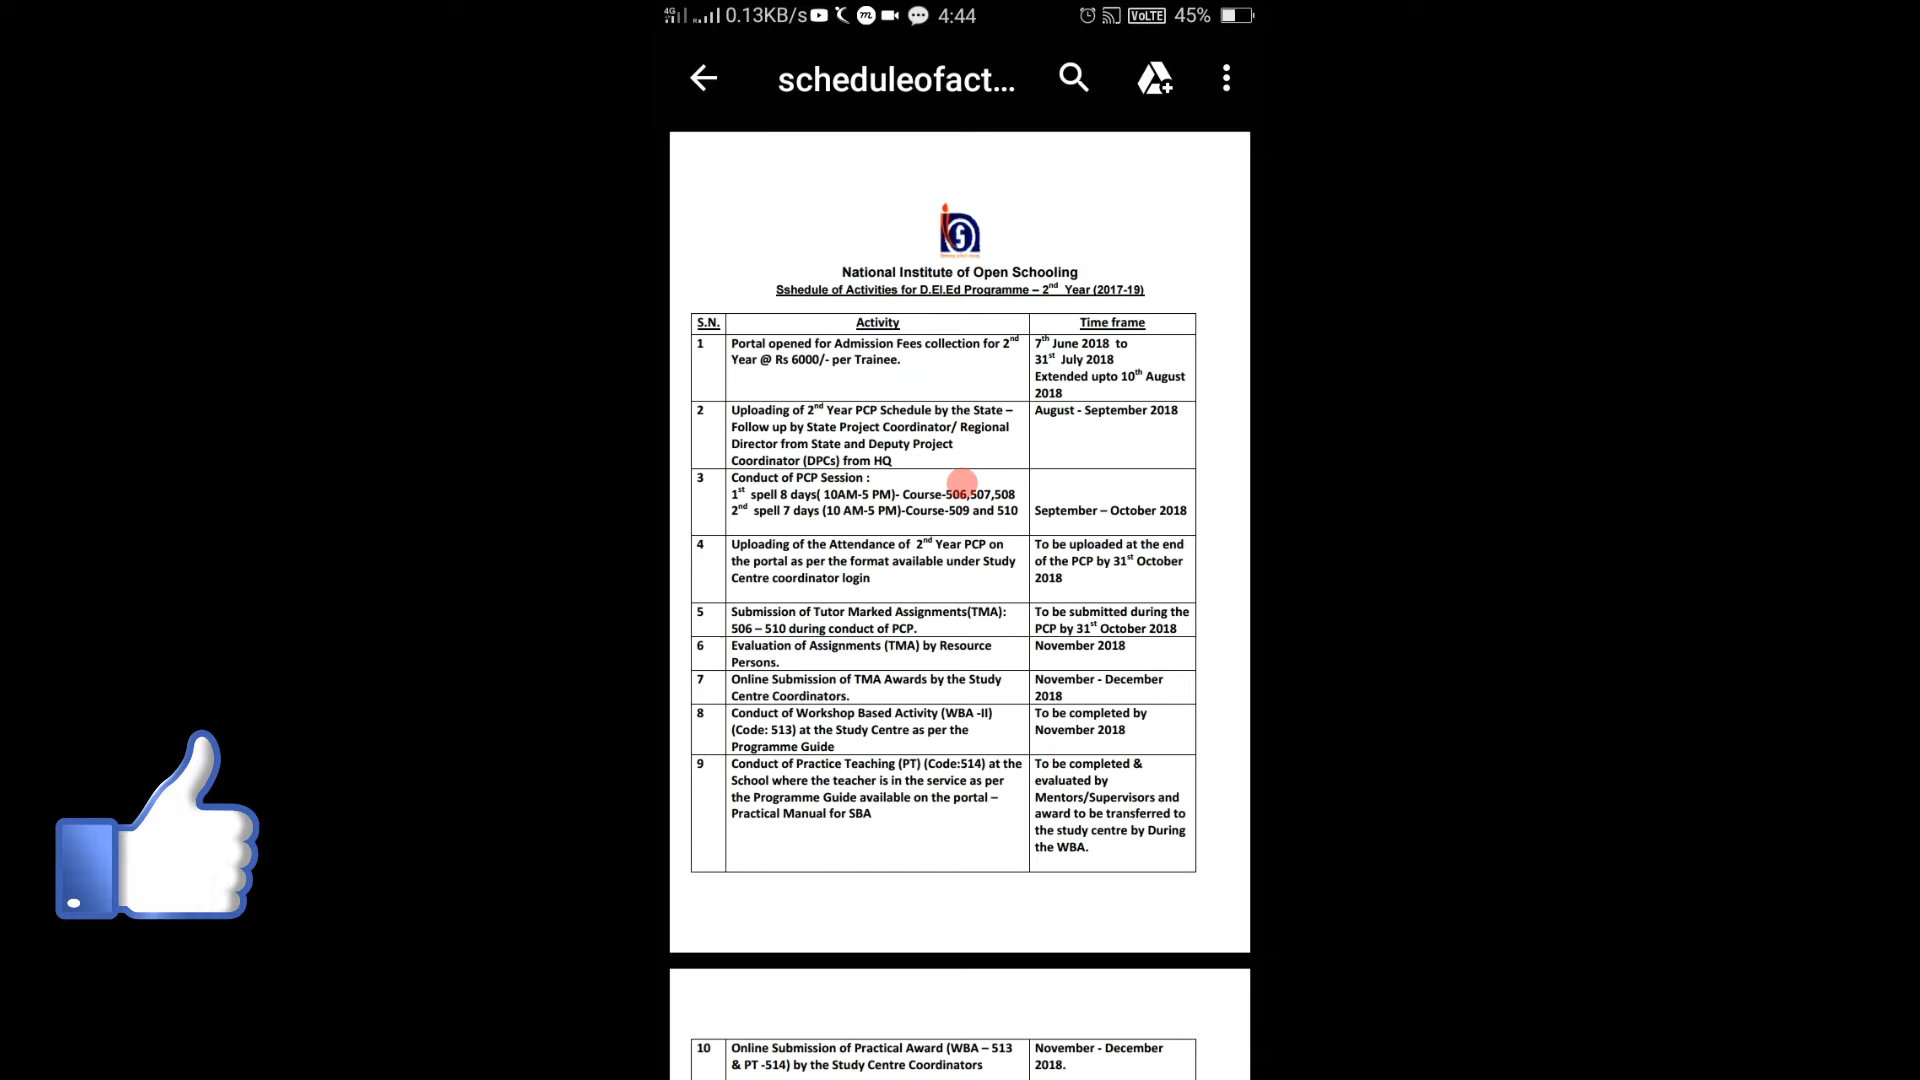 4G 0.13KB/s 4:44 VoLTE 45%
scheduleofact...
National Institute of Open Schooling
Sshedule of Activities for D.El.Ed Programme – 2nd Year (2017-19)
S.N. Activity Time frame
1 Portal opened for Admission Fees collection for 2nd 7th June 2018 to
Year @ Rs 6000/- per Trainee. 31st July 2018
Extended upto 10th August
2018
2 Uploading of 2nd Year PCP Schedule by the State – August - September 2018
Follow up by State Project Coordinator/ Regional
Director from State and Deputy Project
Coordinator (DPCs) from HQ
3 Conduct of PCP Session :
1st spell 8 days( 10AM-5 PM)- Course-506,507,508
2nd spell 7 days (10 AM-5 PM)-Course-509 and 510 September – October 2018
4 Uploading of the Attendance of 2nd Year PCP on To be uploaded at the end
the portal as per the format available under Study of the PCP by 31st October
Centre coordinator login 2018
5 Submission of Tutor Marked Assignments(TMA): To be submitted during the
506 – 510 during conduct of PCP. PCP by 31st October 2018
6 Evaluation of Assignments (TMA) by Resource November 2018
Persons.
7 Online Submission of TMA Awards by the Study November - December
Centre Coordinators. 2018
8 Conduct of Workshop Based Activity (WBA -II) To be completed by
(Code: 513) at the Study Centre as per the November 2018
Programme Guide
9 Conduct of Practice Teaching (PT) (Code:514) at the To be completed &
School where the teacher is in the service as per evaluated by
the Programme Guide available on the portal – Mentors/Supervisors and
Practical Manual for SBA award to be transferred to
the study centre by During
the WBA.
10 Online Submission of Practical Award (WBA – 513 November - December
& PT -514) by the Study Centre Coordinators 2018.